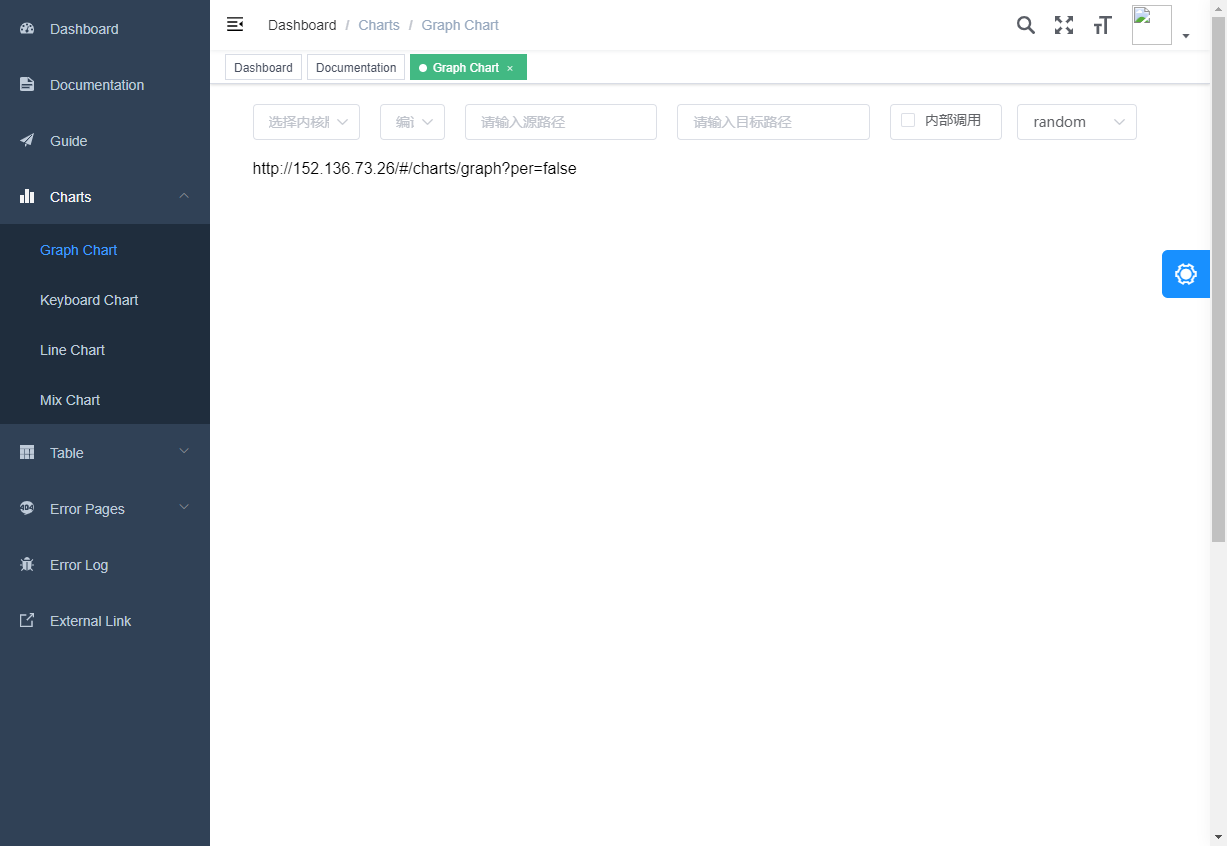 Dashboard
Documentation
Guide
Charts
Graph Chart
Keyboard Chart
Line Chart
Mix Chart
Table
Error Pages
Error Log
External Link
Dashboard / Charts / Graph Chart
Dashboard Documentation Graph Chart ×
选择内核 编 请输入源路径 请输入目标路径 内部调用 random
http://152.136.73.26/#/charts/graph?per=false